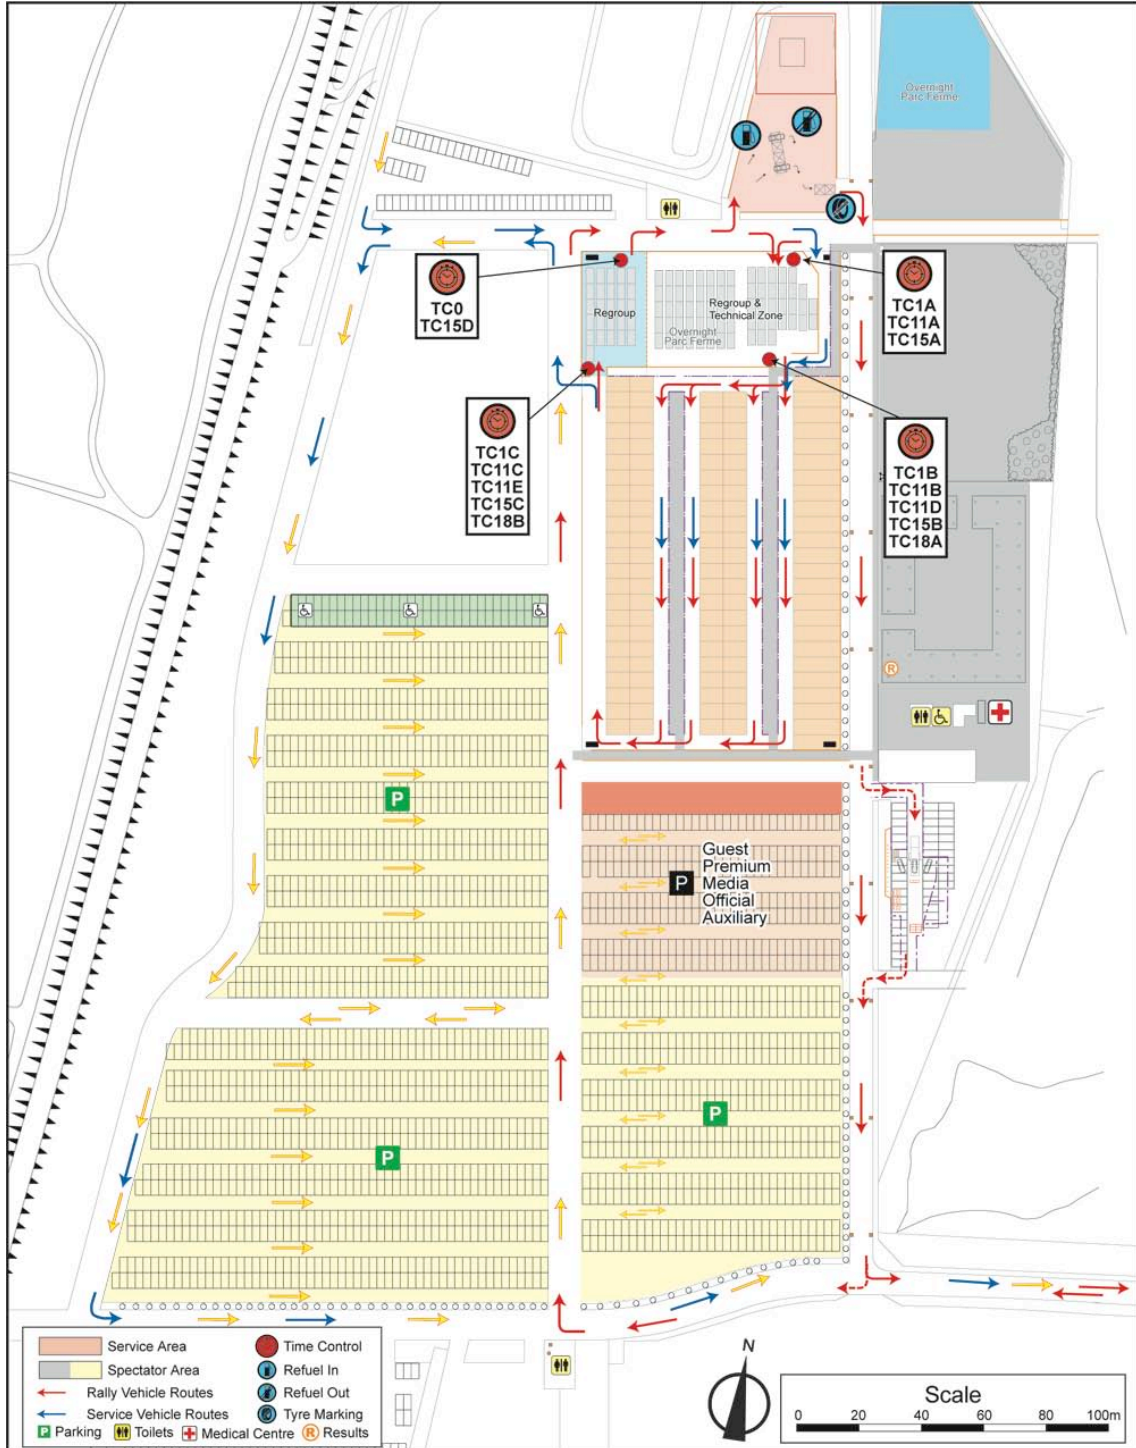 Overnight
Parc Ferme
TC0
TC15D
Regroup
Regroup &
Technical Zone
Overnight
Parc Ferme
TC1A
TC11A
TC15A
TC1C
TC11C
TC11E
TC15C
TC18B
TC1B
TC11B
TC11D
TC15B
TC18A
R
P
P
Guest
Premium
Media
Official
Auxiliary
P
P
Service Area
Spectator Area
Rally Vehicle Routes
Service Vehicle Routes
P Parking
Toilets
Medical Centre
R Results
Time Control
Refuel In
Refuel Out
Tyre Marking
N
Scale
0 20 40 60 80 100m